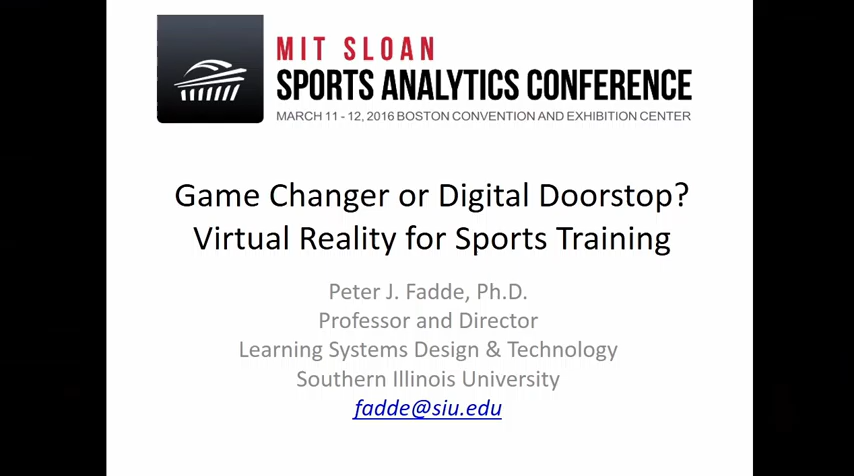 MIT SLOAN
SPORTS ANALYTICS CONFERENCE
MARCH 11 - 12, 2016 BOSTON CONVENTION AND EXHIBITION CENTER
Game Changer or Digital Doorstop?
Virtual Reality for Sports Training
Peter J. Fadde, Ph.D.
Professor and Director
Learning Systems Design & Technology
Southern Illinois University
fadde@siu.edu